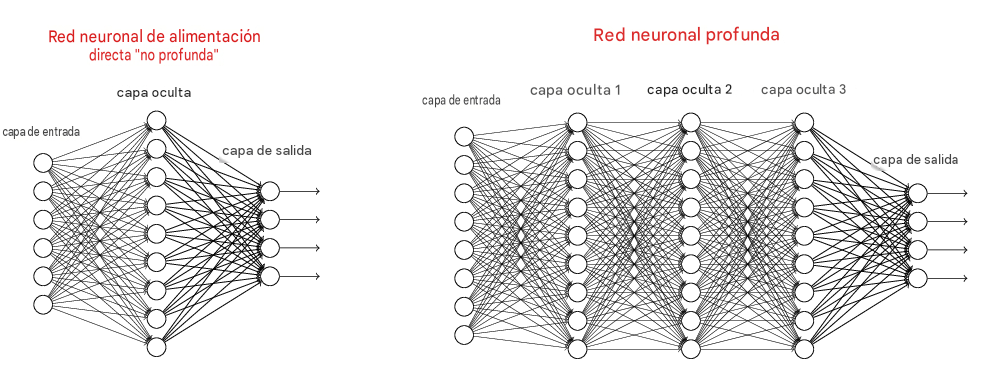 Red neuronal de alimentación
directa "no profunda"
capa oculta
capa de entrada
capa de salida
Red neuronal profunda
capa de entrada
capa oculta 1
capa oculta 2
capa oculta 3
capa de salida